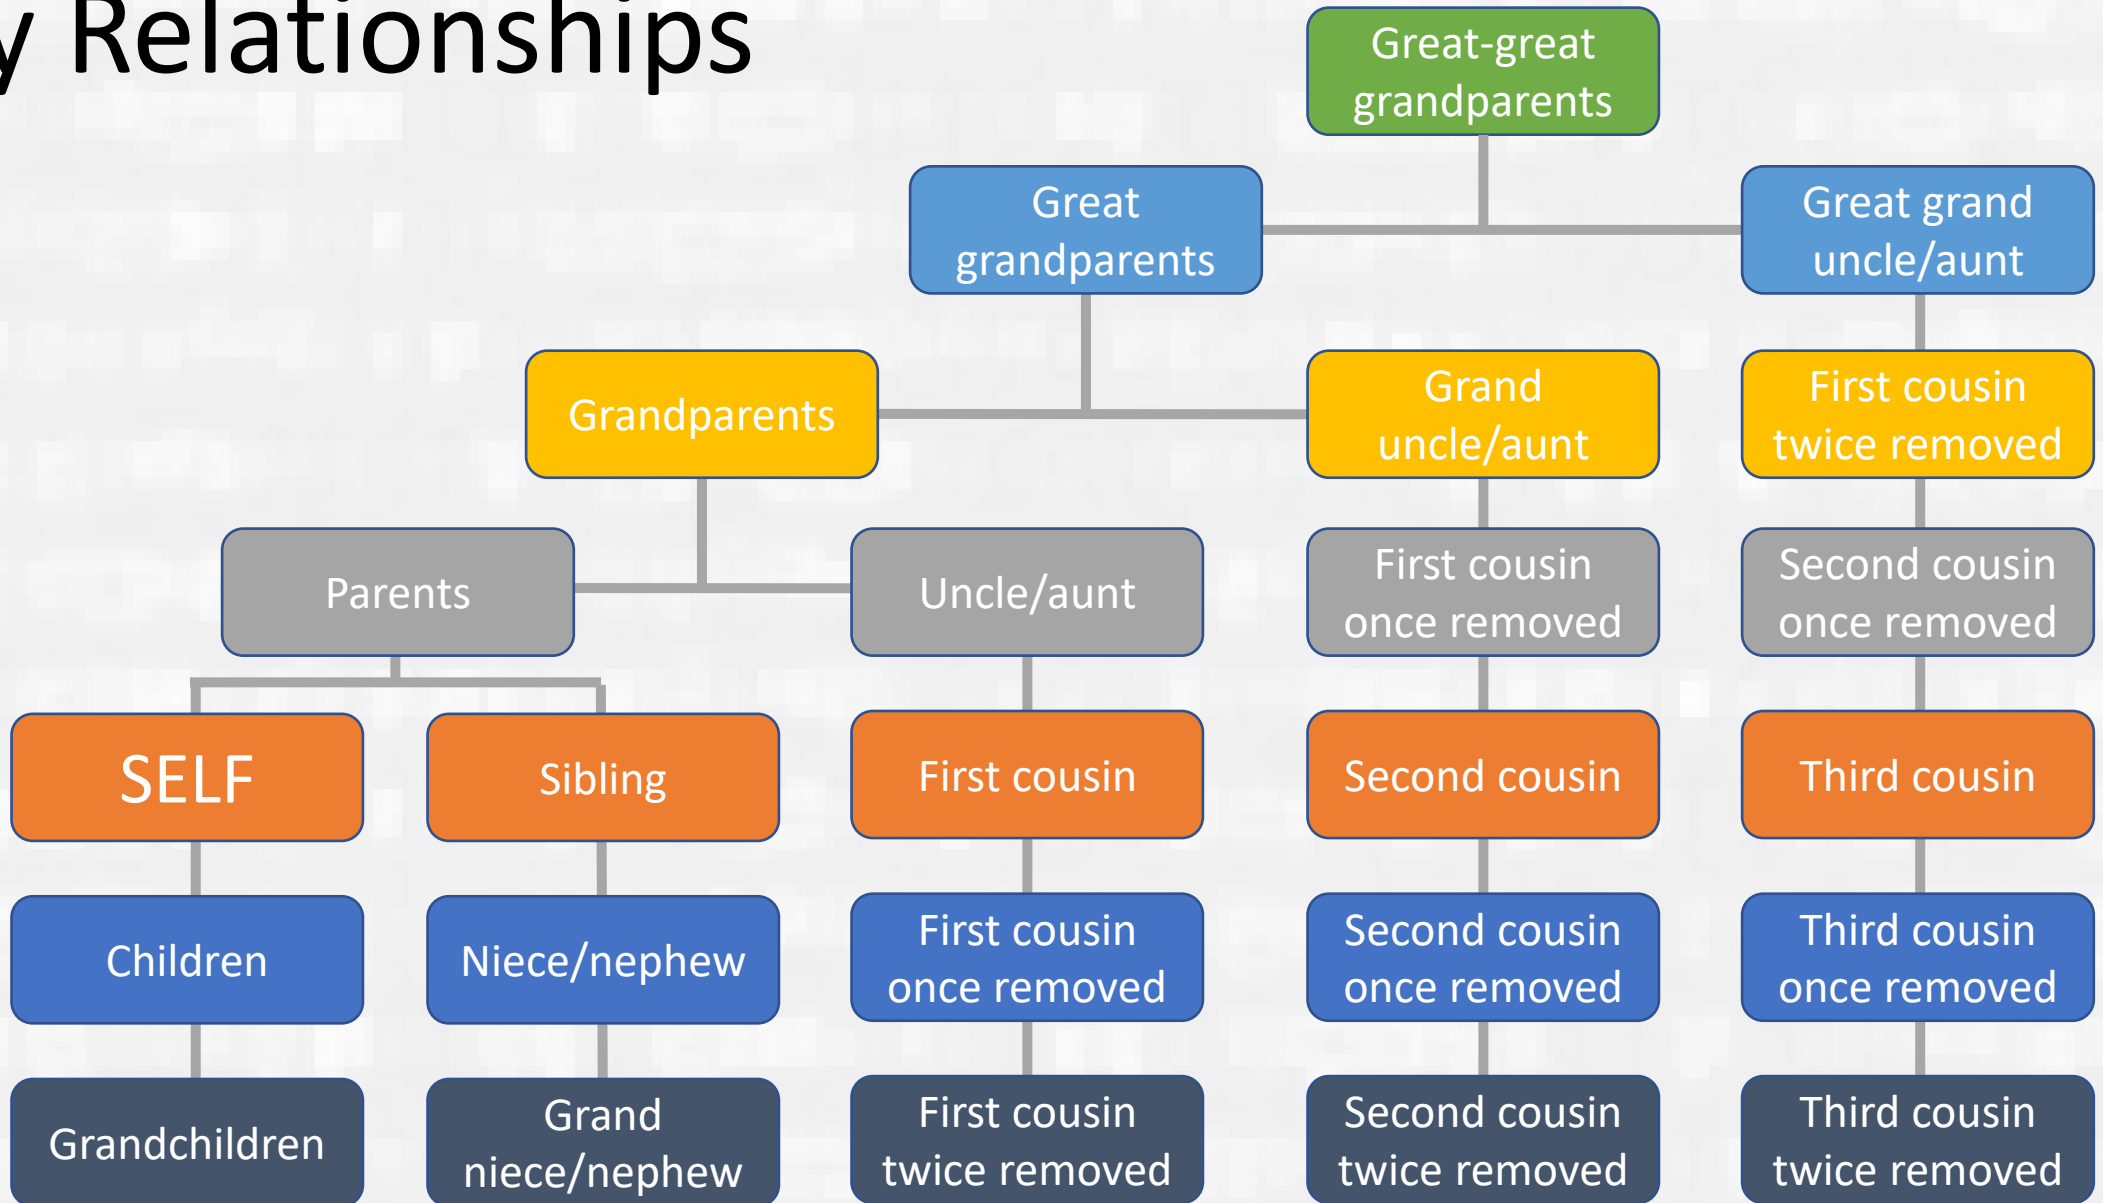 y Relationships
Great-great
grandparents
Great
grandparents
Great grand
uncle/aunt
Grandparents
Grand
uncle/aunt
First cousin
twice removed
Parents
Uncle/aunt
First cousin
once removed
Second cousin
once removed
SELF
Sibling
First cousin
Second cousin
Third cousin
Children
Niece/nephew
First cousin
once removed
Second cousin
once removed
Third cousin
once removed
Grandchildren
Grand
niece/nephew
First cousin
twice removed
Second cousin
twice removed
Third cousin
twice removed